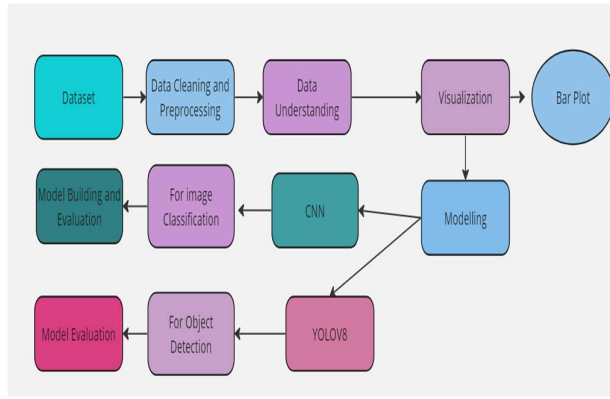 Dataset
Data Cleaning and
Preprocessing
Data
Understanding
Visualization
Bar Plot
Model Building and
Evaluation
For image
Classification
CNN
Modelling
Model Evaluation
For Object
Detection
YOLOV8